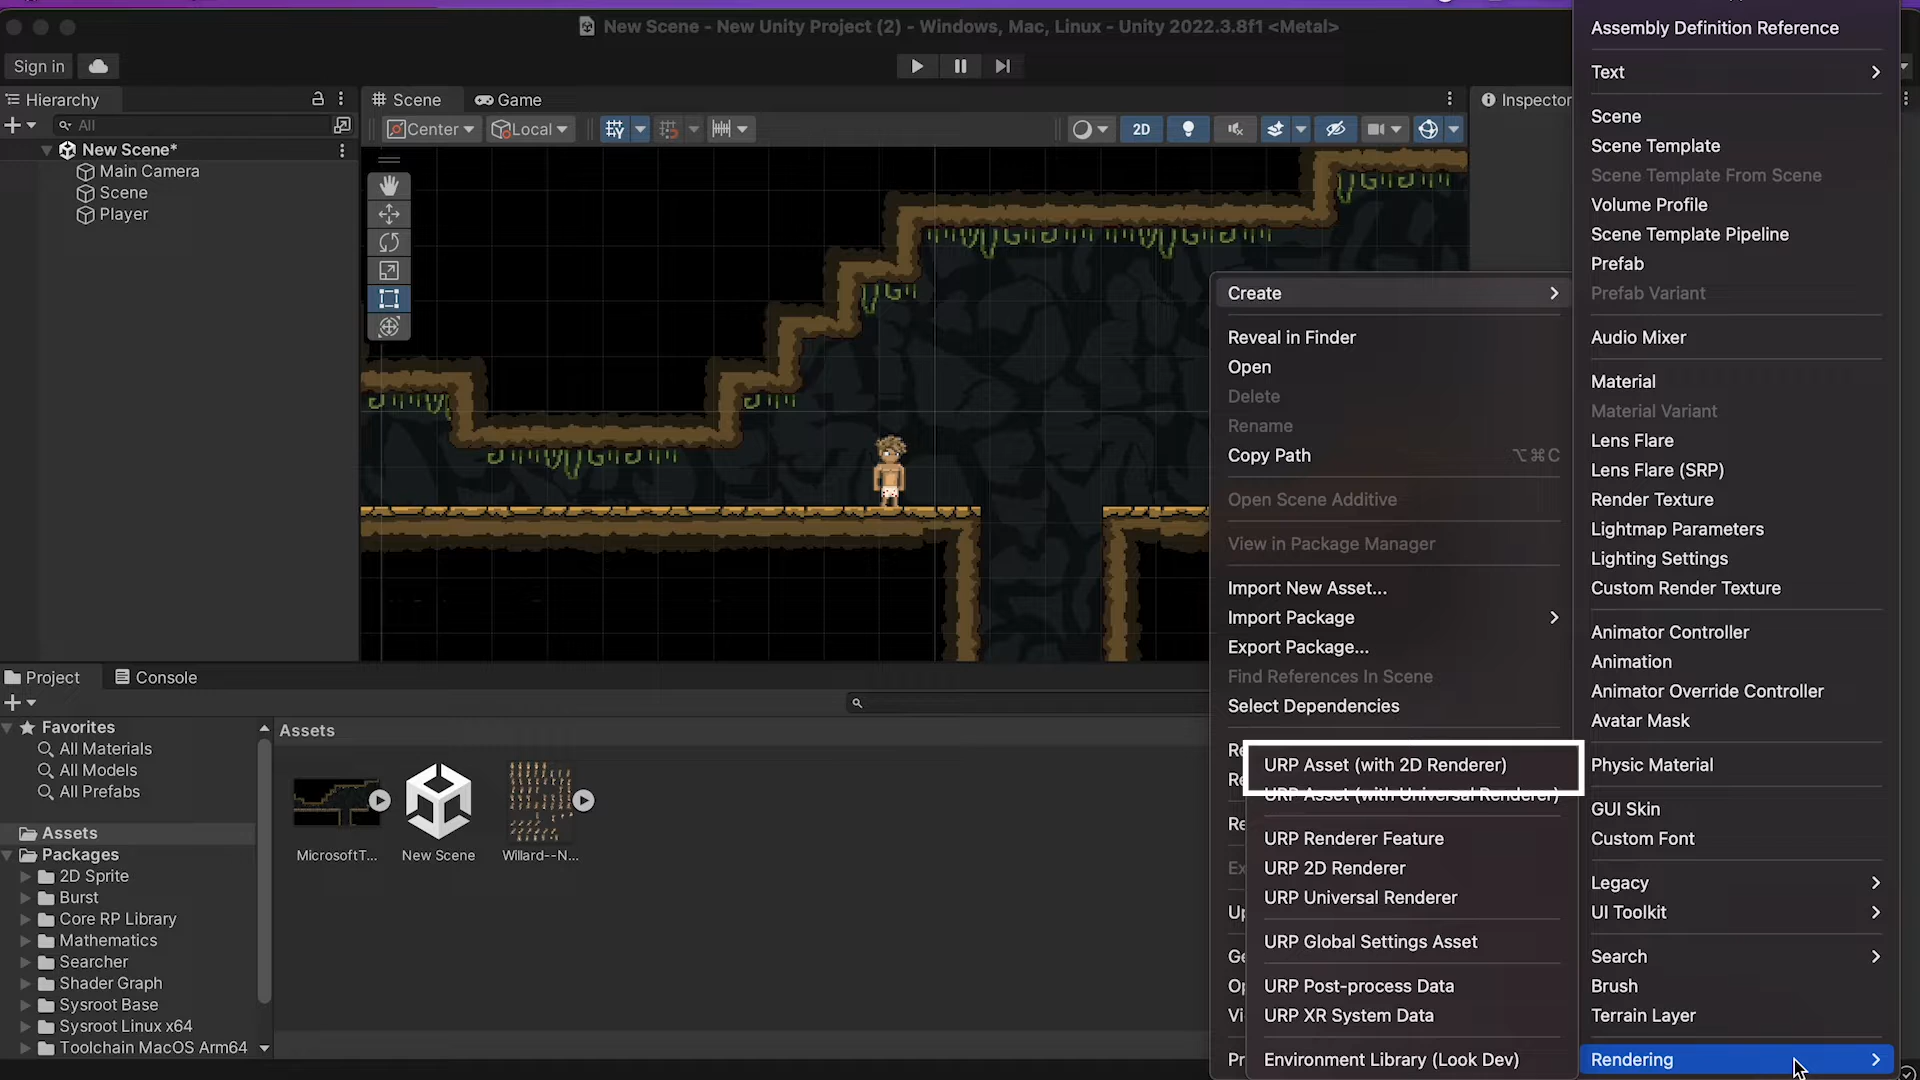 New Scene - New Unity Project (2) - Windows, Mac, Linux - Unity 2022.3.8f1 <Metal>
Sign in
Hierarchy
All
New Scene*
Main Camera
Scene
Player
Scene
Game
Center
Local
2D
Inspector
Project
Console
Favorites
All Materials
All Models
All Prefabs
Assets
Packages
2D Sprite
Burst
Core RP Library
Mathematics
Searcher
Shader Graph
Sysroot Base
Sysroot Linux x64
Toolchain MacOS Arm64
Assets
MicrosoftT...
New Scene
Willard--N...
Create
Reveal in Finder
Open
Delete
Rename
Copy Path ⌥⌘C
Open Scene Additive
View in Package Manager
Import New Asset...
Import Package
Export Package...
Find References In Scene
Select Dependencies
URP Asset (with 2D Renderer)
URP Asset (with Universal Renderer)
URP Renderer Feature
URP 2D Renderer
URP Universal Renderer
URP Global Settings Asset
URP Post-process Data
URP XR System Data
Environment Library (Look Dev)
Assembly Definition Reference
Text
Scene
Scene Template
Scene Template From Scene
Volume Profile
Scene Template Pipeline
Prefab
Prefab Variant
Audio Mixer
Material
Material Variant
Lens Flare
Lens Flare (SRP)
Render Texture
Lightmap Parameters
Lighting Settings
Custom Render Texture
Animator Controller
Animation
Animator Override Controller
Avatar Mask
Physic Material
GUI Skin
Custom Font
Legacy
UI Toolkit
Search
Brush
Terrain Layer
Rendering